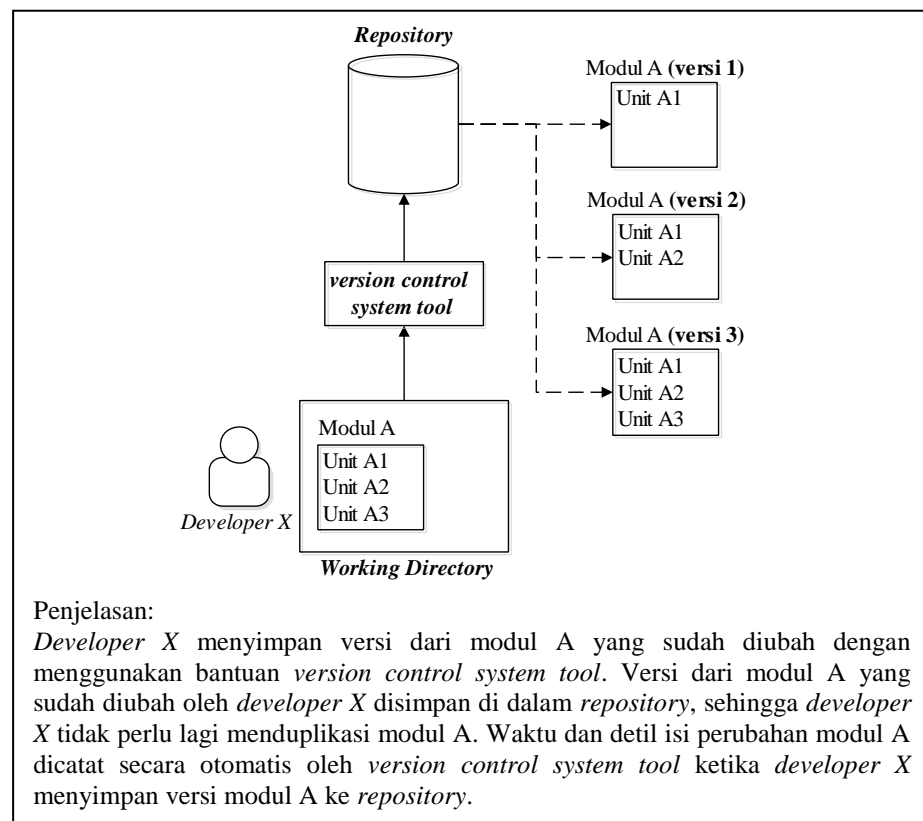 Repository
Modul A (versi 1)
Unit A1
Modul A (versi 2)
Unit A1
Unit A2
version control
system tool
Modul A (versi 3)
Unit A1
Unit A2
Unit A3
Modul A
Unit A1
Unit A2
Unit A3
Developer X
Working Directory
Penjelasan:
Developer X menyimpan versi dari modul A yang sudah diubah dengan
menggunakan bantuan version control system tool. Versi dari modul A yang
sudah diubah oleh developer X disimpan di dalam repository, sehingga developer
X tidak perlu lagi menduplikasi modul A. Waktu dan detil isi perubahan modul A
dicatat secara otomatis oleh version control system tool ketika developer X
menyimpan versi modul A ke repository.